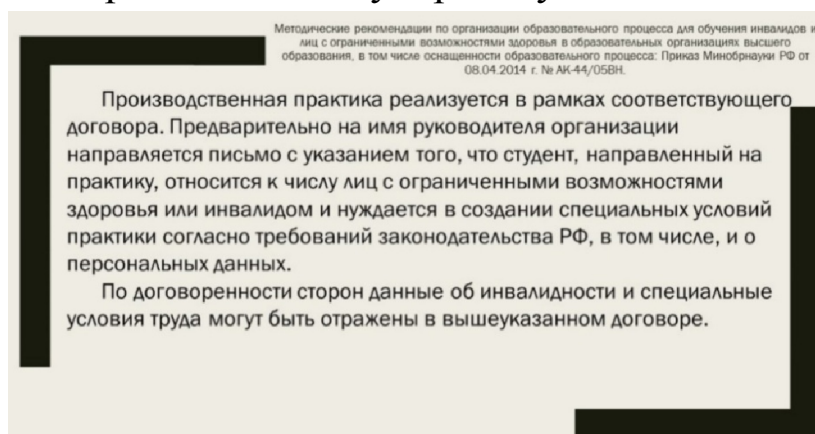 Методические рекомендации по организации образовательного процесса для обучения инвалидов и
лиц с ограниченными возможностями здоровья в образовательных организациях высшего
образования, в том числе оснащенности образовательного процесса: Приказ Минобрнауки РФ от
08.04.2014 г. № АК-44/05ВН.
Производственная практика реализуется в рамках соответствующего
договора. Предварительно на имя руководителя организации
направляется письмо с указанием того, что студент, направленный на
практику, относится к числу лиц с ограниченными возможностями
здоровья или инвалидом и нуждается в создании специальных условий
практики согласно требований законодательства РФ, в том числе, и о
персональных данных.
По договоренности сторон данные об инвалидности и специальные
условия труда могут быть отражены в вышеуказанном договоре.